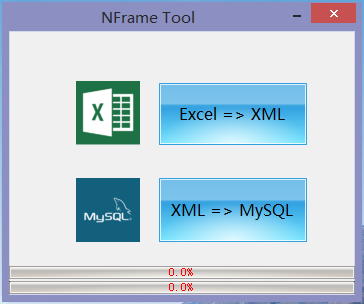 NFrame Tool
Excel => XML
MySQL
XML => MySQL
0.0%
0.0%